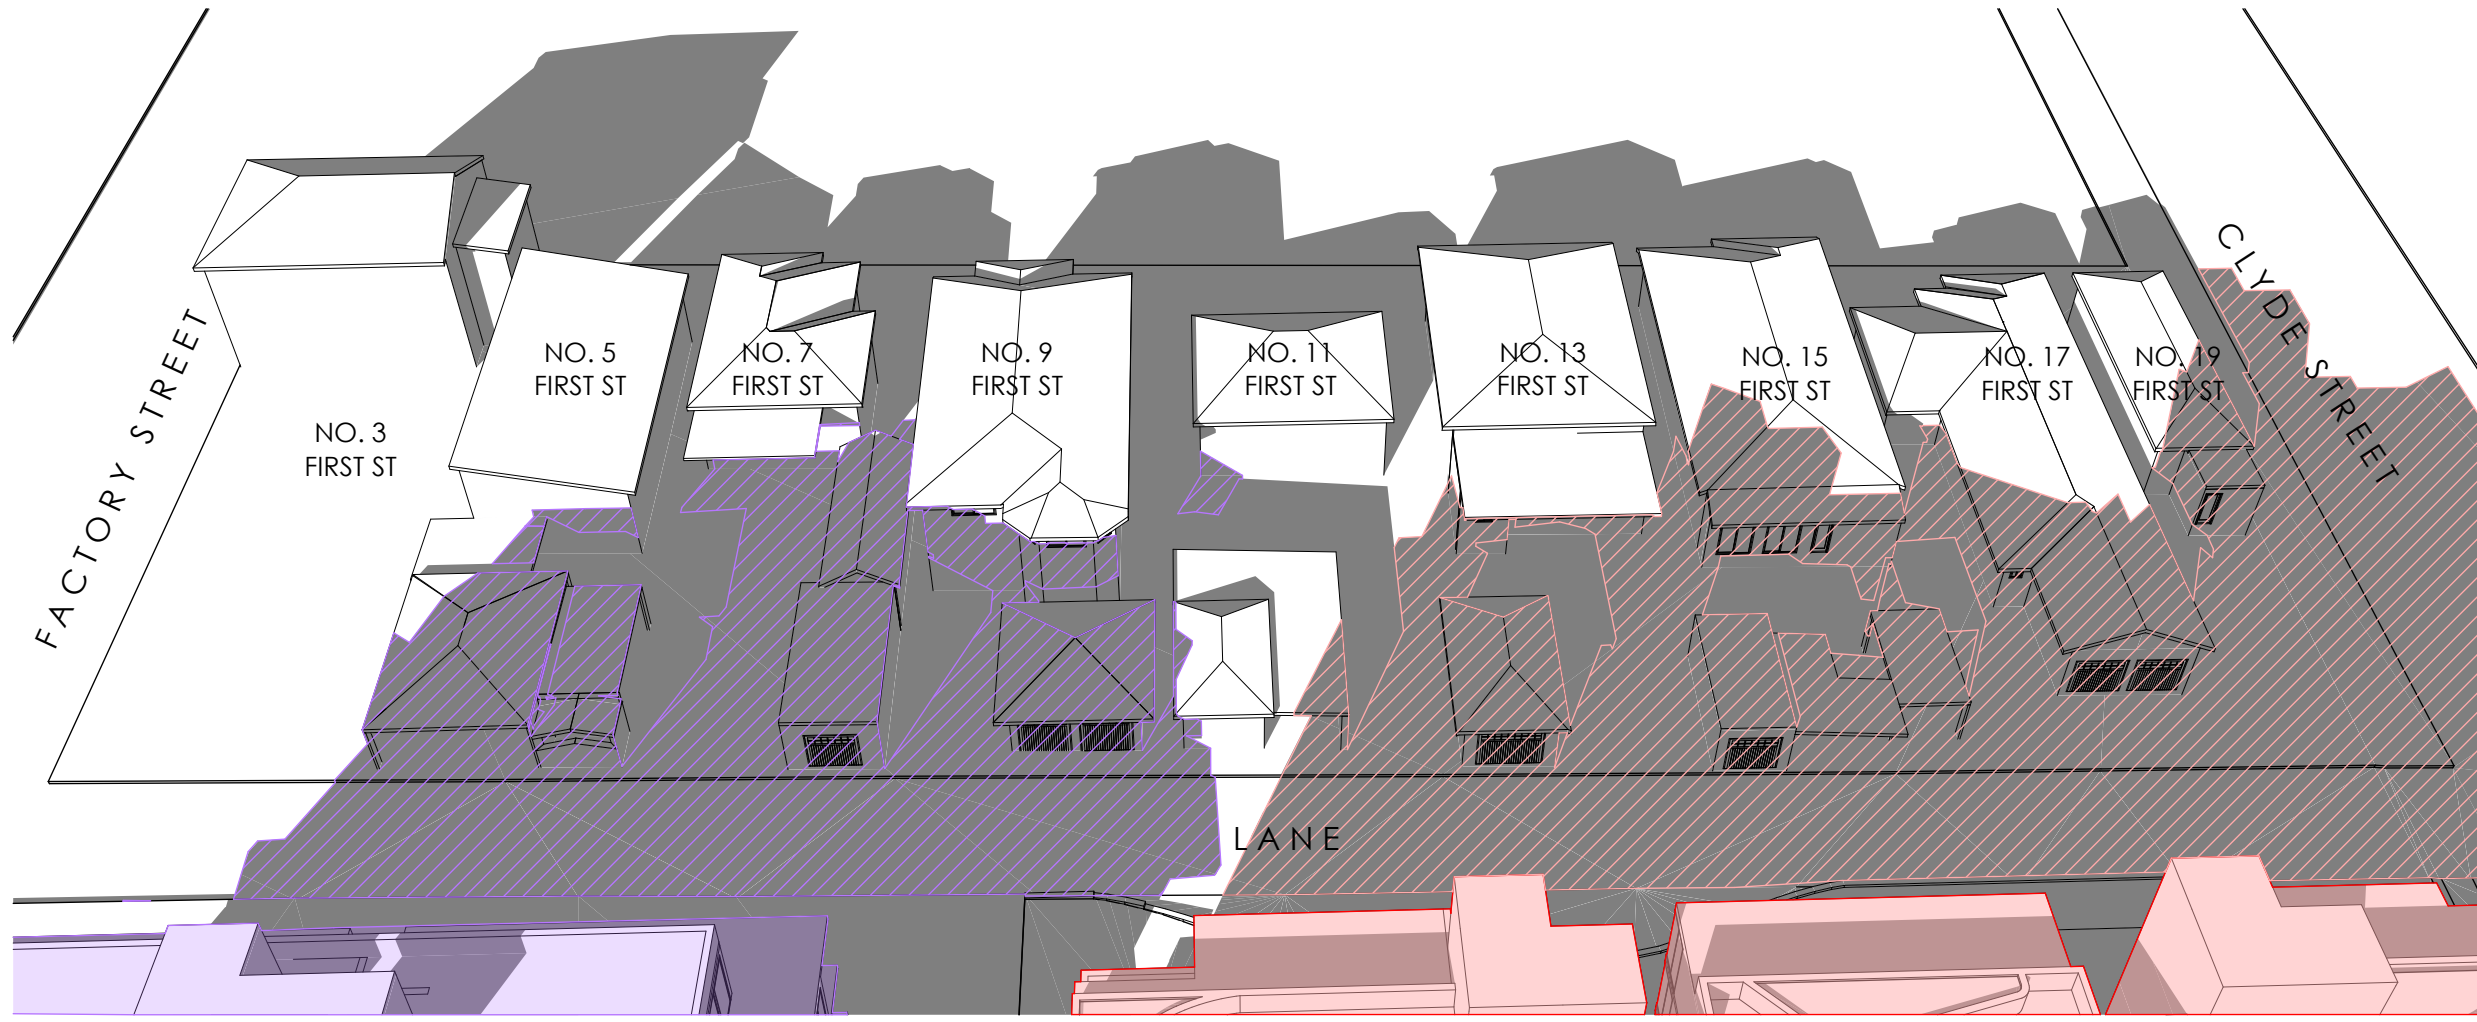 NO. 5
FIRST ST
NO. 7
FIRST ST
NO. 9
FIRST ST
NO. 11
FIRST ST
NO. 13
FIRST ST
NO. 15
FIRST ST
NO. 17
FIRST ST
NO. 19
FIRST ST
CLYDE STREET
FACTORY STREET
NO. 3
FIRST ST
LANE